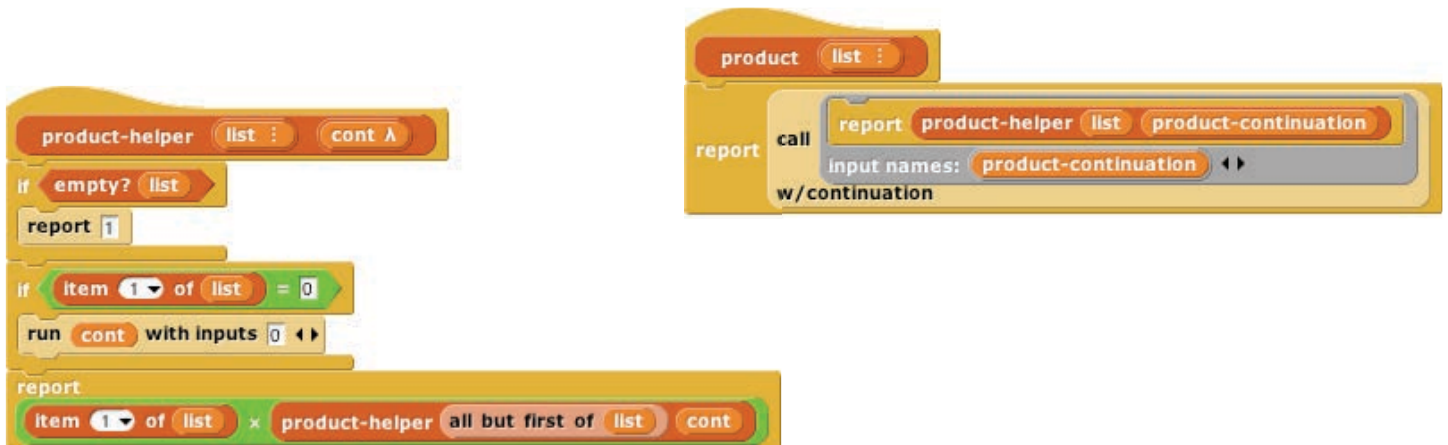 product-helper list ⋮ cont λ
if empty? list
report 1
if item 1 of list = 0
run cont with inputs 0
report
item 1 of list × product-helper all but first of list cont
product list ⋮
report call report product-helper list product-continuation
input names: product-continuation
w/continuation